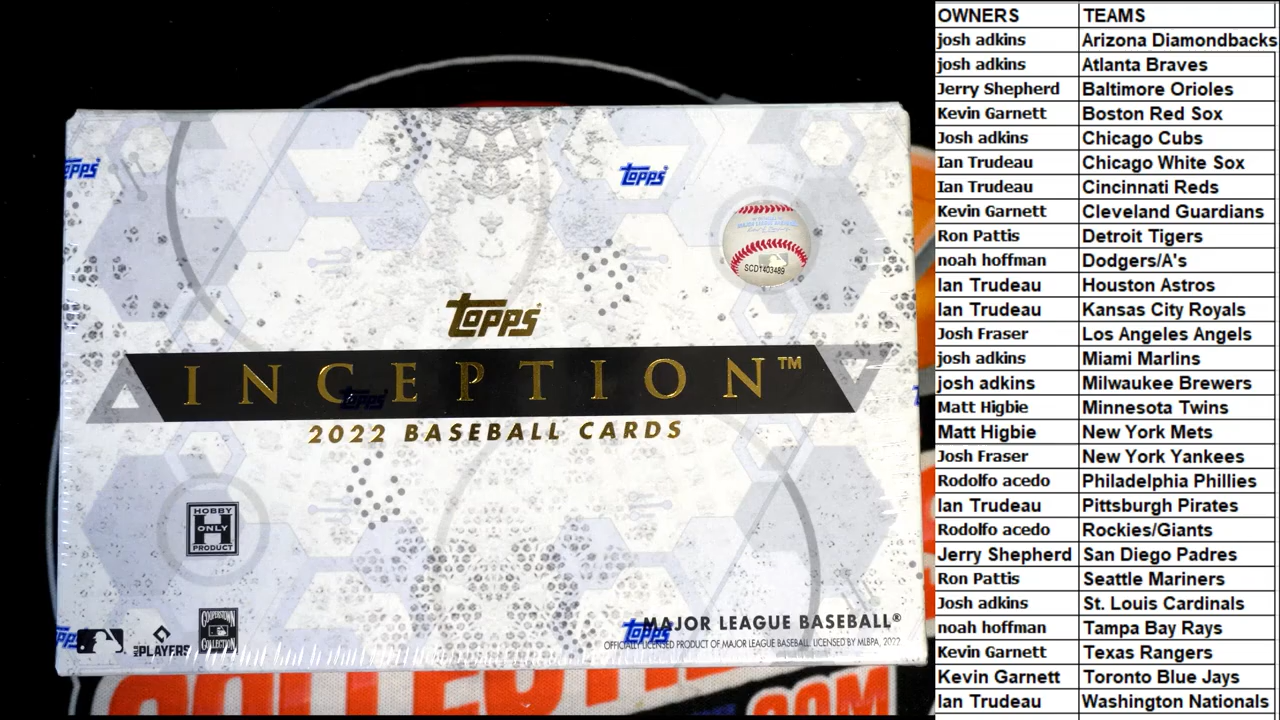 Topps
Topps
SCD1403489
Topps
INCEPTION™
Topps
2022 BASEBALL CARDS
HOBBY
H
ONLY
PRODUCT
COOPERSTOWN
COLLECTION
MLB PLAYERS
Topps
Topps
MAJOR LEAGUE BASEBALL®
OFFICIALLY LICENSED PRODUCT OF MAJOR LEAGUE BASEBALL. LICENSED BY MLBPA, 2022
.COM
OWNERS TEAMS
josh adkins Arizona Diamondbacks
josh adkins Atlanta Braves
Jerry Shepherd Baltimore Orioles
Kevin Garnett Boston Red Sox
Josh adkins Chicago Cubs
Ian Trudeau Chicago White Sox
Ian Trudeau Cincinnati Reds
Kevin Garnett Cleveland Guardians
Ron Pattis Detroit Tigers
noah hoffman Dodgers/A's
Ian Trudeau Houston Astros
Ian Trudeau Kansas City Royals
Josh Fraser Los Angeles Angels
josh adkins Miami Marlins
josh adkins Milwaukee Brewers
Matt Higbie Minnesota Twins
Matt Higbie New York Mets
Josh Fraser New York Yankees
Rodolfo acedo Philadelphia Phillies
Ian Trudeau Pittsburgh Pirates
Rodolfo acedo Rockies/Giants
Jerry Shepherd San Diego Padres
Ron Pattis Seattle Mariners
Josh adkins St. Louis Cardinals
noah hoffman Tampa Bay Rays
Kevin Garnett Texas Rangers
Kevin Garnett Toronto Blue Jays
Ian Trudeau Washington Nationals